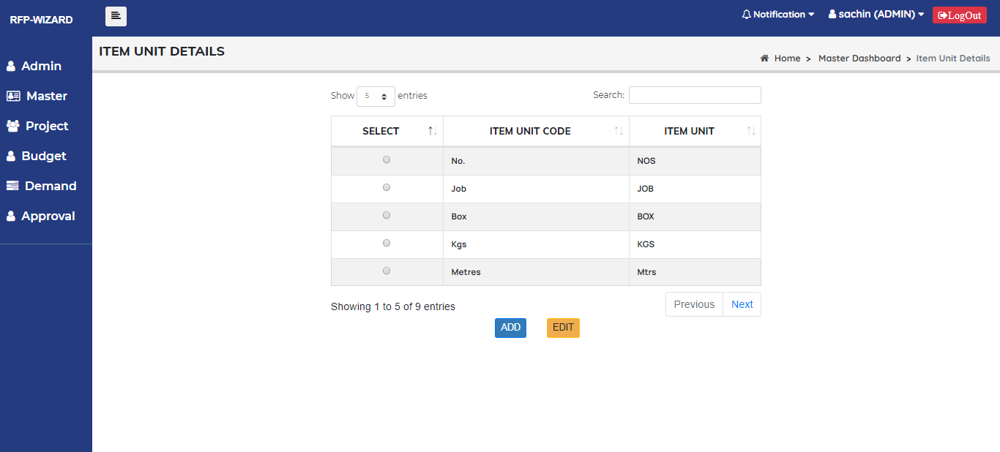 RFP-WIZARD
Notification
sachin (ADMIN)
LogOut
Admin
Master
Project
Budget
Demand
Approval
ITEM UNIT DETAILS
Home > Master Dashboard > Item Unit Details
Show 5 entries
Search:
SELECT ITEM UNIT CODE ITEM UNIT
No. NOS
Job JOB
Box BOX
Kgs KGS
Metres Mtrs
Showing 1 to 5 of 9 entries
Previous Next
ADD EDIT